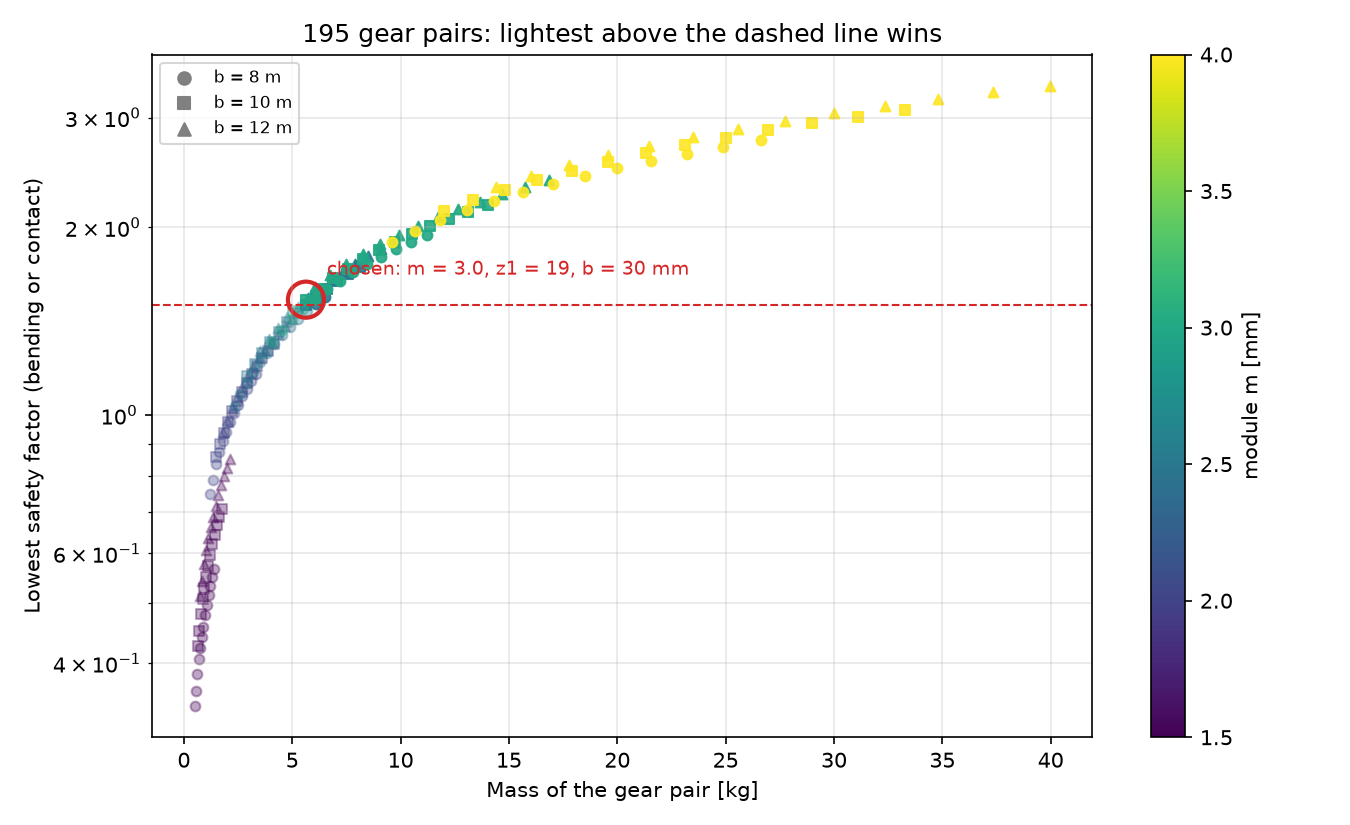 195 gear pairs: lightest above the dashed line wins
b = 8 m
b = 10 m
b = 12 m
chosen: m = 3.0, z1 = 19, b = 30 mm
Lowest safety factor (bending or contact)
3 × 10⁰
2 × 10⁰
10⁰
6 × 10⁻¹
4 × 10⁻¹
0 5 10 15 20 25 30 35 40
Mass of the gear pair [kg]
4.0
3.5
3.0
2.5
2.0
1.5
module m [mm]